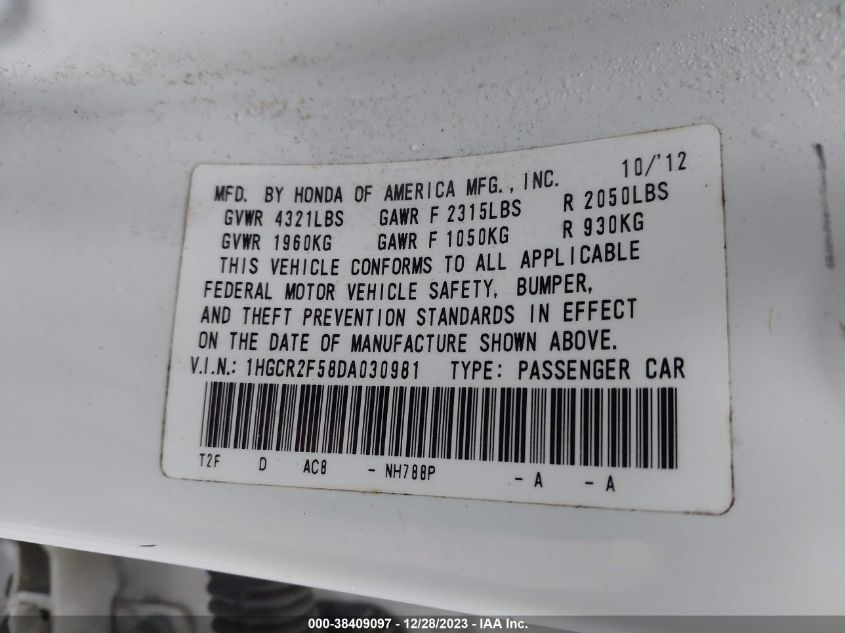 MFD. BY HONDA OF AMERICA MFG., INC. 10/'12
GVWR 4321LBS GAWR F 2315LBS R 2050LBS
GVWR 1960KG GAWR F 1050KG R 930KG
THIS VEHICLE CONFORMS TO ALL APPLICABLE
FEDERAL MOTOR VEHICLE SAFETY, BUMPER,
AND THEFT PREVENTION STANDARDS IN EFFECT
ON THE DATE OF MANUFACTURE SHOWN ABOVE.
V.I.N.: 1HGCR2F58DA030981 TYPE: PASSENGER CAR
T2F D AC8 - NH788P - A - A
000-38409097 - 12/28/2023 - IAA Inc.